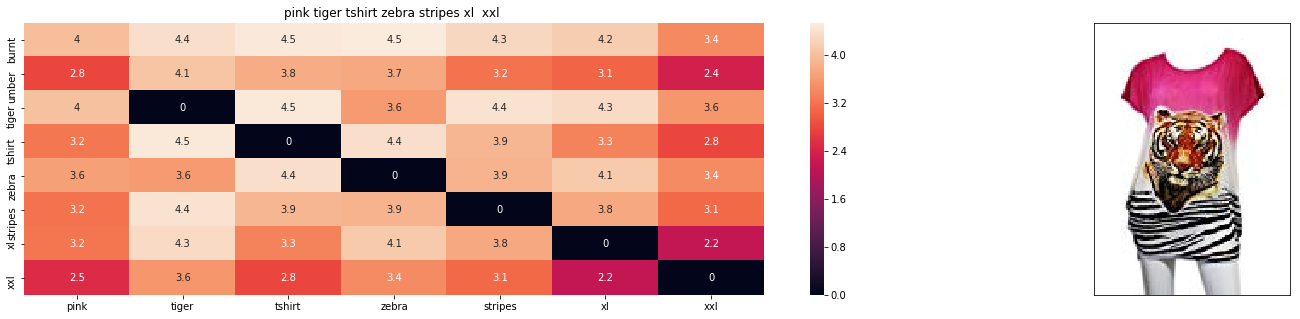 pink tiger tshirt zebra stripes xl  xxl
burnt 4 4.4 4.5 4.5 4.3 4.2 3.4
umber 2.8 4.1 3.8 3.7 3.2 3.1 2.4
tiger 4 0 4.5 3.6 4.4 4.3 3.6
tshirt 3.2 4.5 0 4.4 3.9 3.3 2.8
zebra 3.6 3.6 4.4 0 3.9 4.1 3.4
stripes 3.2 4.4 3.9 3.9 0 3.8 3.1
xl 3.2 4.3 3.3 4.1 3.8 0 2.2
xxl 2.5 3.6 2.8 3.4 3.1 2.2 0
pink tiger tshirt zebra stripes xl xxl
4.0
3.2
2.4
1.6
0.8
0.0